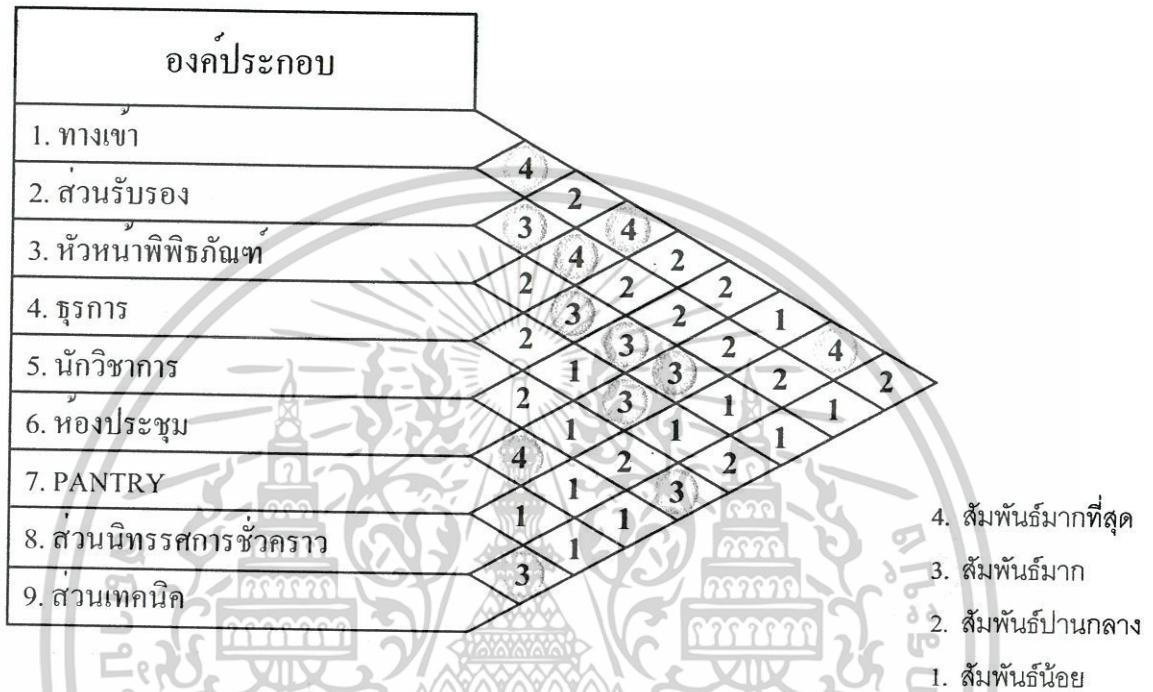 องค์ประกอบ
1. ทางเข้า
2. ส่วนรับรอง
3. หัวหน้าพิพิธภัณฑ์
4. ธุรการ
5. นักวิชาการ
6. ห้องประชุม
7. PANTRY
8. ส่วนนิทรรศการชั่วคราว
9. ส่วนเทคนิค
4
2
3 4
4 2
2 2 2
3 2 1
2 3 2 4
1 3 2 2
2 3 1 1
1 1 1
4 2 2
1 3
1 1
1
3
4. สัมพันธ์มากที่สุด
3. สัมพันธ์มาก
2. สัมพันธ์ปานกลาง
1. สัมพันธ์น้อย